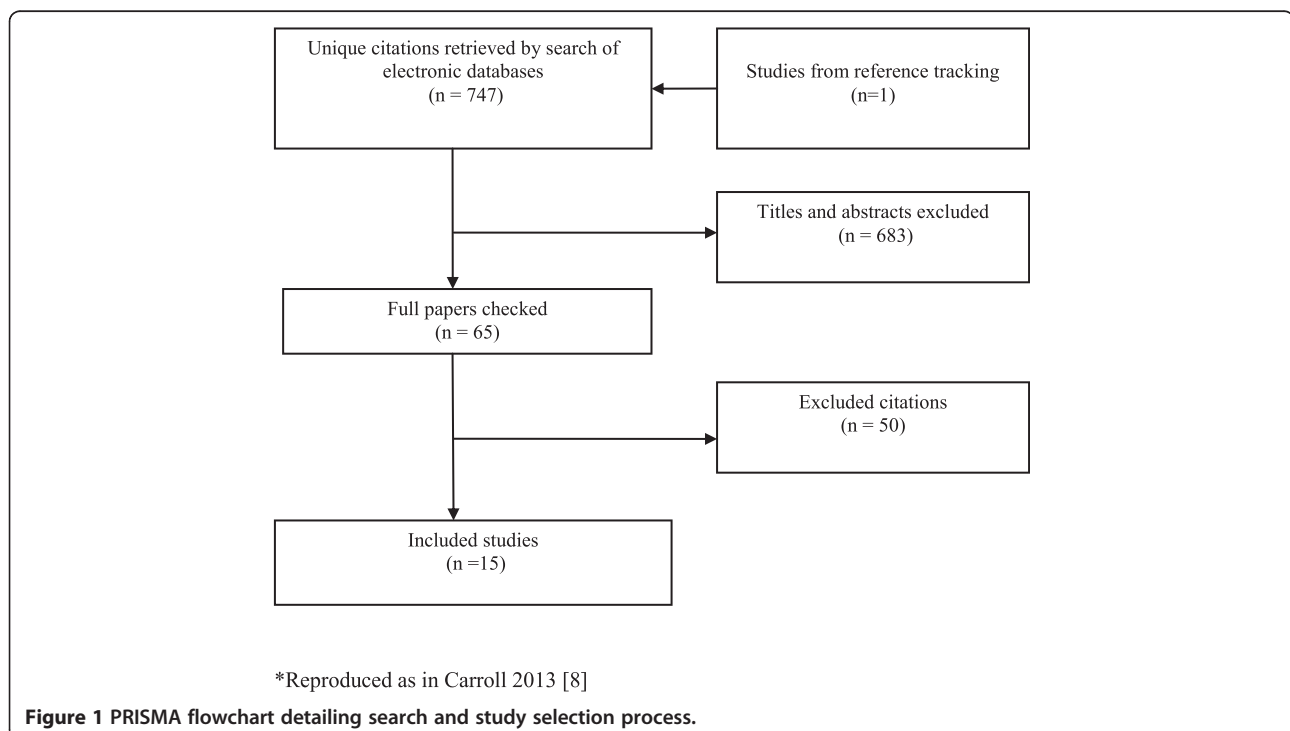 Unique citations retrieved by search of
electronic databases
(n = 747)
Studies from reference tracking
(n=1)
Titles and abstracts excluded
(n = 683)
Full papers checked
(n = 65)
Excluded citations
(n = 50)
Included studies
(n =15)
*Reproduced as in Carroll 2013 [8]
Figure 1 PRISMA flowchart detailing search and study selection process.